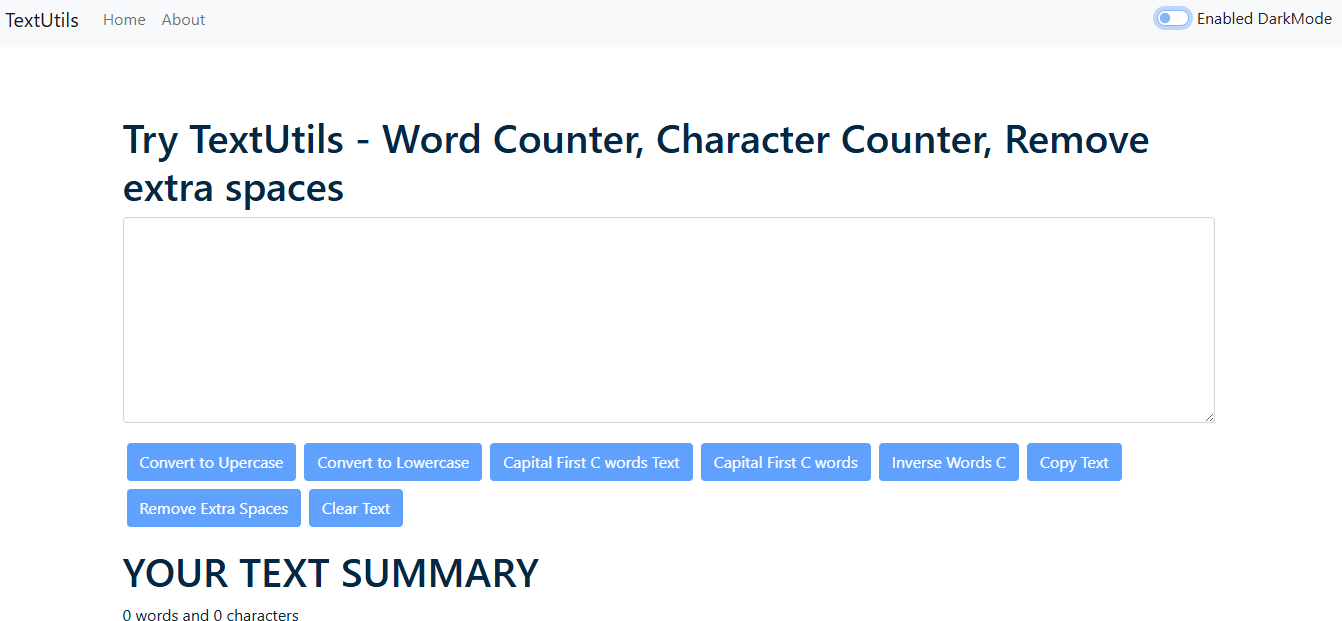 TextUtils Home About Enabled DarkMode
Try TextUtils - Word Counter, Character Counter, Remove
extra spaces
Convert to Upercase Convert to Lowercase Capital First C words Text Capital First C words Inverse Words C Copy Text
Remove Extra Spaces Clear Text
YOUR TEXT SUMMARY
0 words and 0 characters